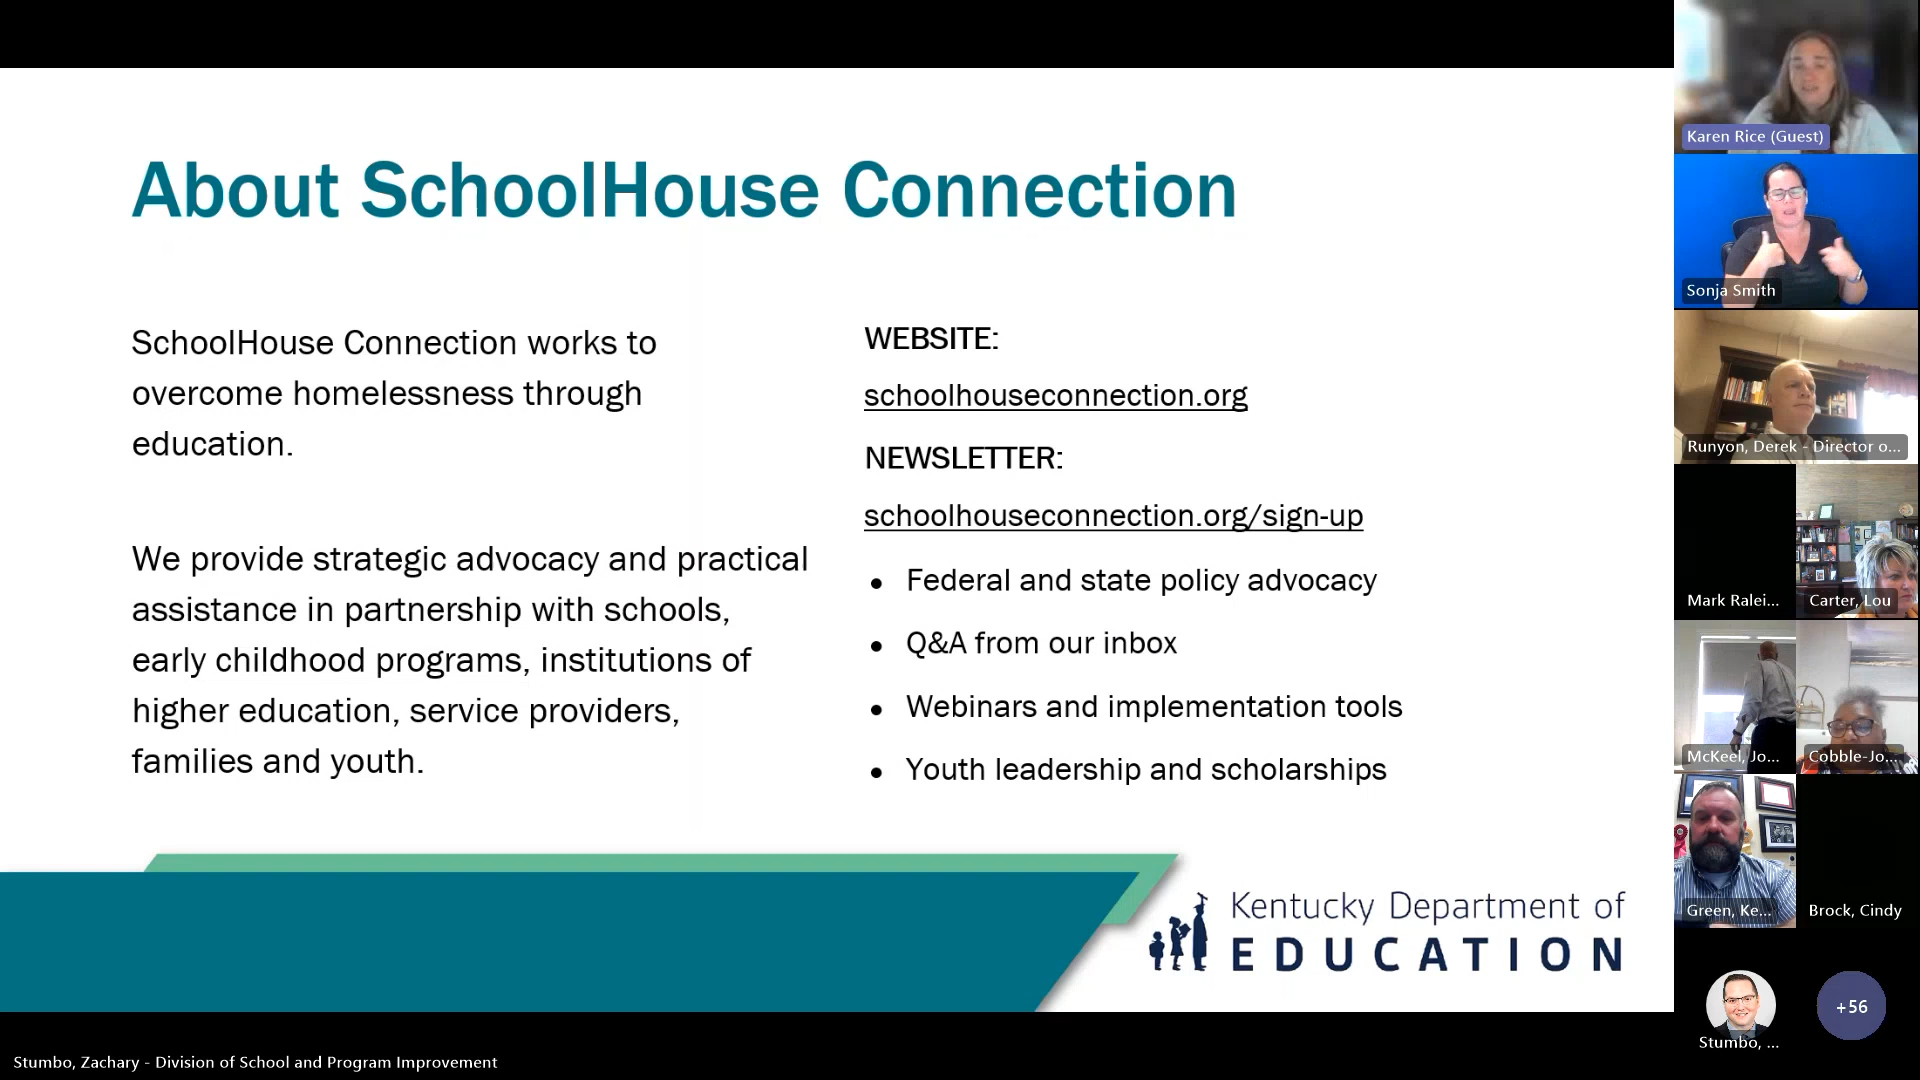 About SchoolHouse Connection
SchoolHouse Connection works to
overcome homelessness through
education.
We provide strategic advocacy and practical
assistance in partnership with schools,
early childhood programs, institutions of
higher education, service providers,
families and youth.
WEBSITE:
schoolhouseconnection.org
NEWSLETTER:
schoolhouseconnection.org/sign-up
• Federal and state policy advocacy
• Q&A from our inbox
• Webinars and implementation tools
• Youth leadership and scholarships
Kentucky Department of
EDUCATION
Karen Rice (Guest)
Sonja Smith
Runyon, Derek - Director o...
Mark Ralei...
Carter, Lou
McKeel, Jo...
Cobble-Jo...
Green, Ke...
Brock, Cindy
Stumbo, ...
+56
Stumbo, Zachary - Division of School and Program Improvement